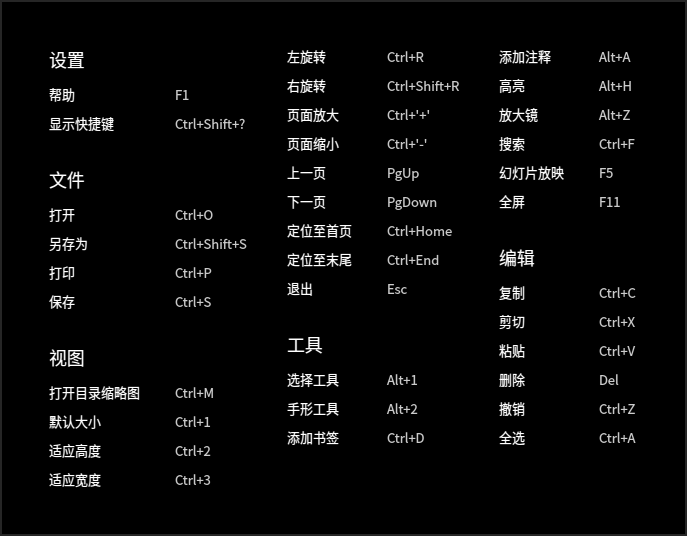 设置
帮助 F1
显示快捷键 Ctrl+Shift+?
文件
打开 Ctrl+O
另存为 Ctrl+Shift+S
打印 Ctrl+P
保存 Ctrl+S
视图
打开目录缩略图 Ctrl+M
默认大小 Ctrl+1
适应高度 Ctrl+2
适应宽度 Ctrl+3
左旋转 Ctrl+R
右旋转 Ctrl+Shift+R
页面放大 Ctrl+'+'
页面缩小 Ctrl+'-'
上一页 PgUp
下一页 PgDown
定位至首页 Ctrl+Home
定位至末尾 Ctrl+End
退出 Esc
工具
选择工具 Alt+1
手形工具 Alt+2
添加书签 Ctrl+D
添加注释 Alt+A
高亮 Alt+H
放大镜 Alt+Z
搜索 Ctrl+F
幻灯片放映 F5
全屏 F11
编辑
复制 Ctrl+C
剪切 Ctrl+X
粘贴 Ctrl+V
删除 Del
撤销 Ctrl+Z
全选 Ctrl+A